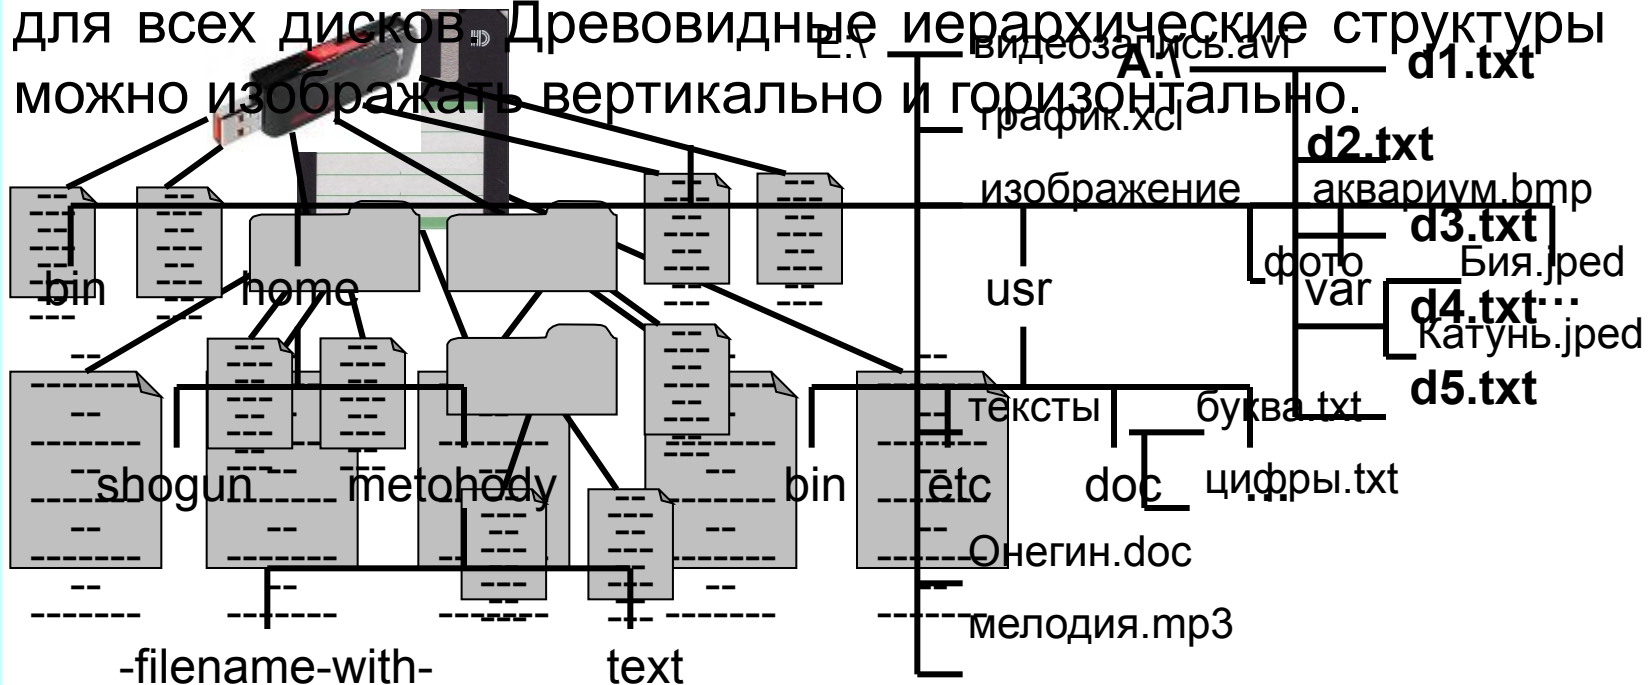 для всех дисков. Древовидные иерархические структуры
можно изображать вертикально и горизонтально.
E:\
видеозапись.avi
график.xcl
изображение
аквариум.bmp
фото
Бия.jped
Катунь.jped
тексты
буква.txt
цифры.txt
Онегин.doc
мелодия.mp3
A:\
d1.txt
d2.txt
d3.txt
d4.txt
d5.txt
bin
home
usr
var
...
shogun
metohody
bin
etc
doc
...
-filename-with-
text